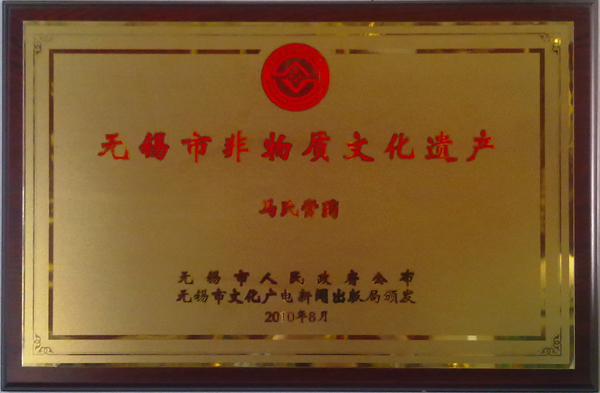 无锡市非物质文化遗产
马氏
无锡市人民政府公布
无锡市文化广电新闻出版局颁发
2010年8月